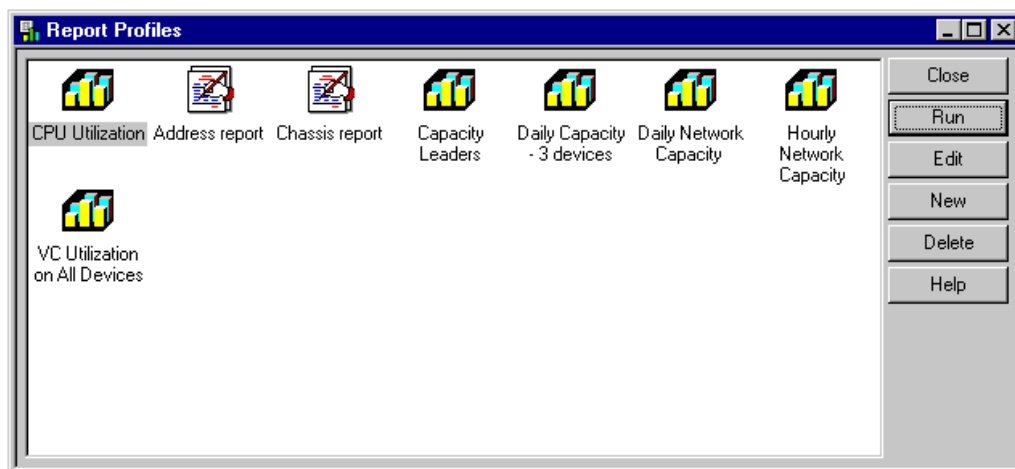 Report Profiles
CPU Utilization
Address report
Chassis report
Capacity
Leaders
Daily Capacity
- 3 devices
Daily Network
Capacity
Hourly
Network
Capacity
VC Utilization
on All Devices
Close
Run
Edit
New
Delete
Help